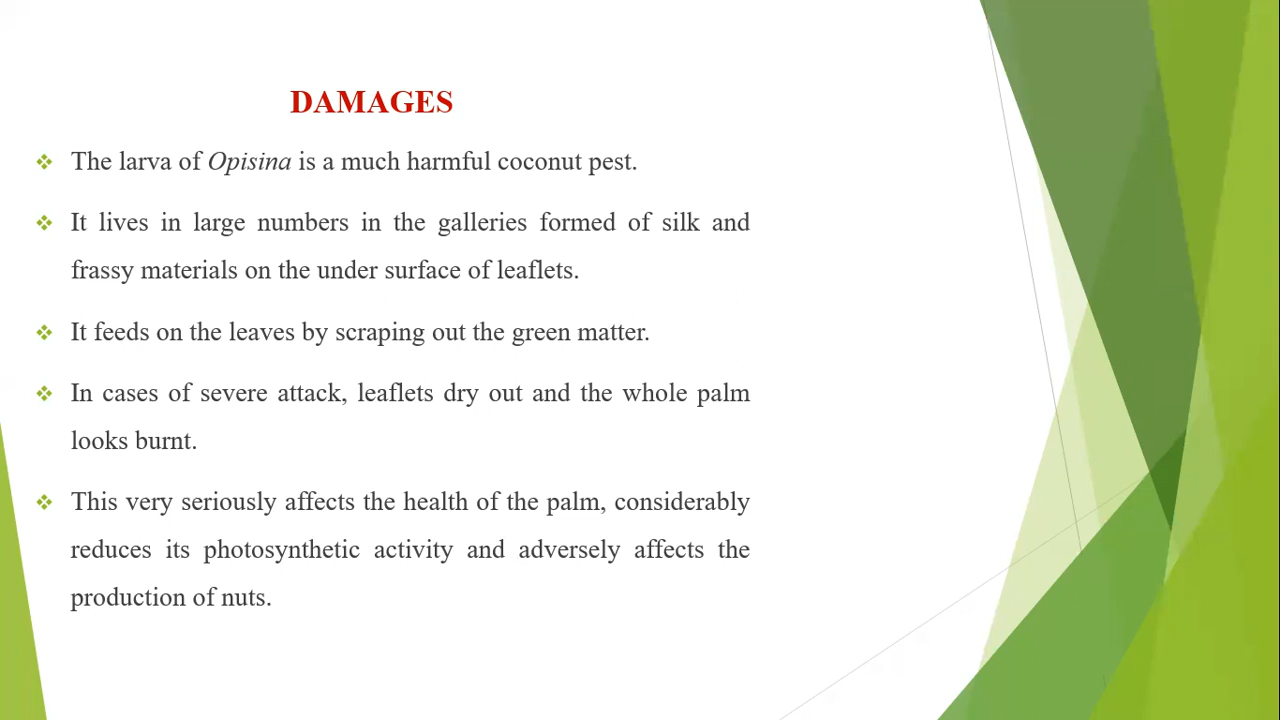 DAMAGES
❖ The larva of Opisina is a much harmful coconut pest.
❖ It lives in large numbers in the galleries formed of silk and
frassy materials on the under surface of leaflets.
❖ It feeds on the leaves by scraping out the green matter.
❖ In cases of severe attack, leaflets dry out and the whole palm
looks burnt.
❖ This very seriously affects the health of the palm, considerably
reduces its photosynthetic activity and adversely affects the
production of nuts.